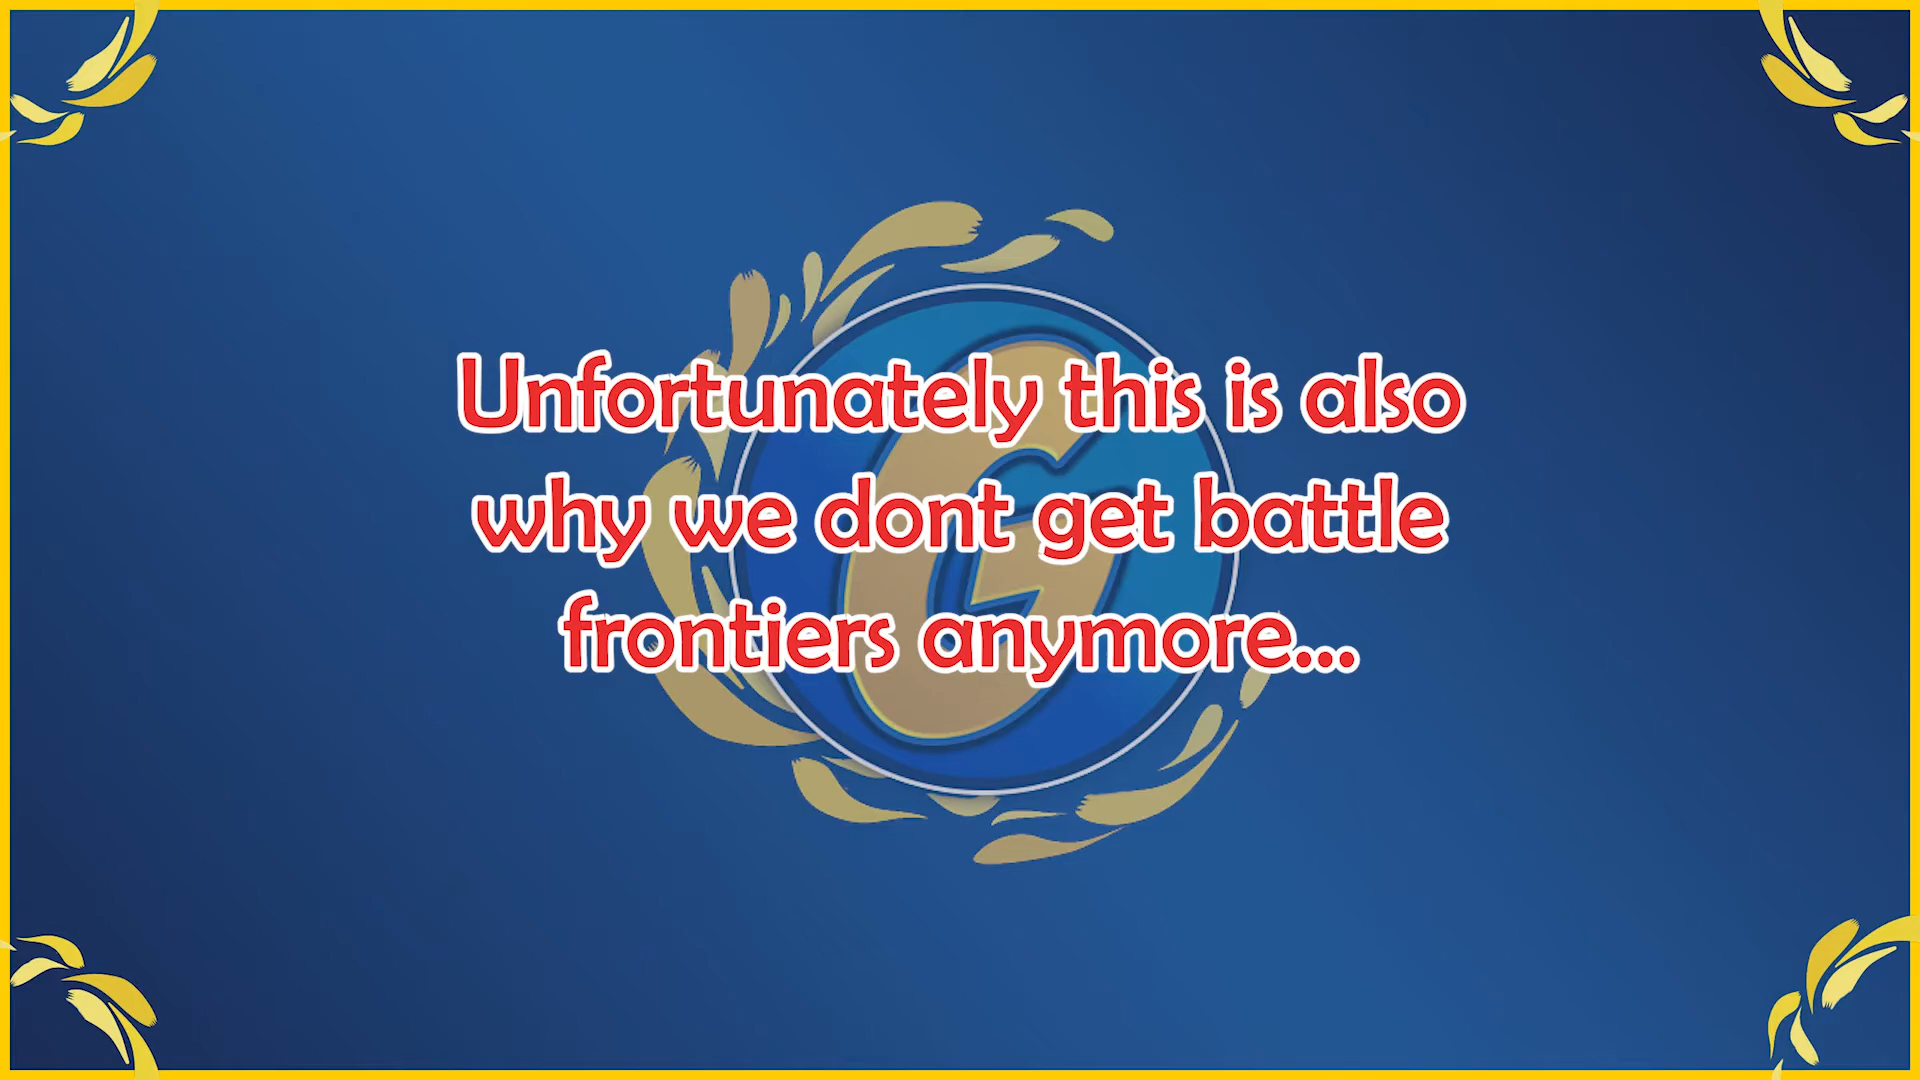 Unfortunately this is also
why we dont get battle
frontiers anymore...
G